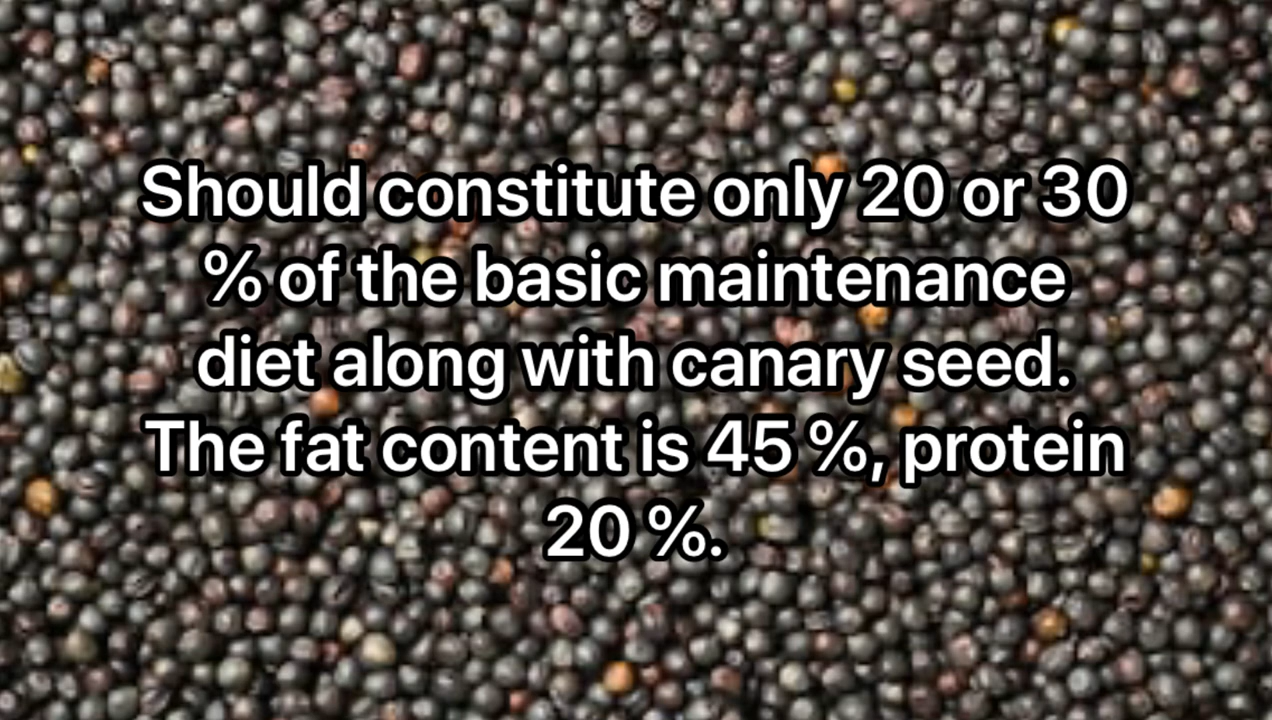 Should constitute only 20 or 30
% of the basic maintenance
diet along with canary seed.
The fat content is 45 %, protein
20 %.